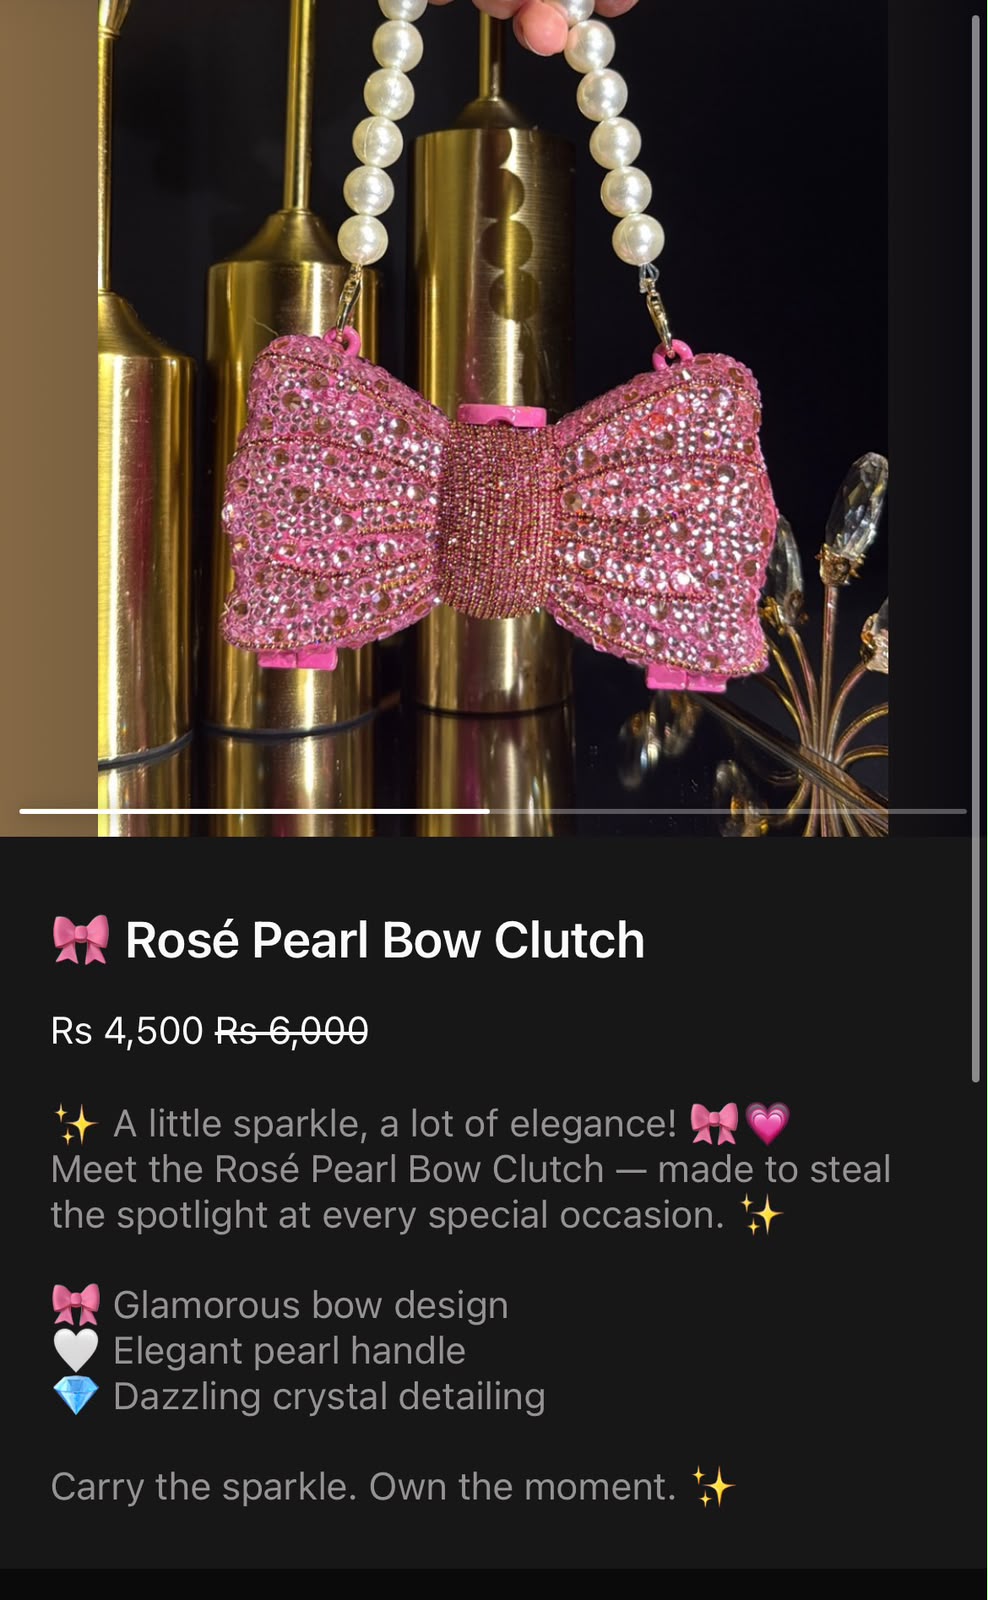 🎀 Rosé Pearl Bow Clutch
Rs 4,500 Rs 6,000
✨ A little sparkle, a lot of elegance! 🎀💗
Meet the Rosé Pearl Bow Clutch — made to steal
the spotlight at every special occasion. ✨
🎀 Glamorous bow design
🤍 Elegant pearl handle
💎 Dazzling crystal detailing
Carry the sparkle. Own the moment. ✨